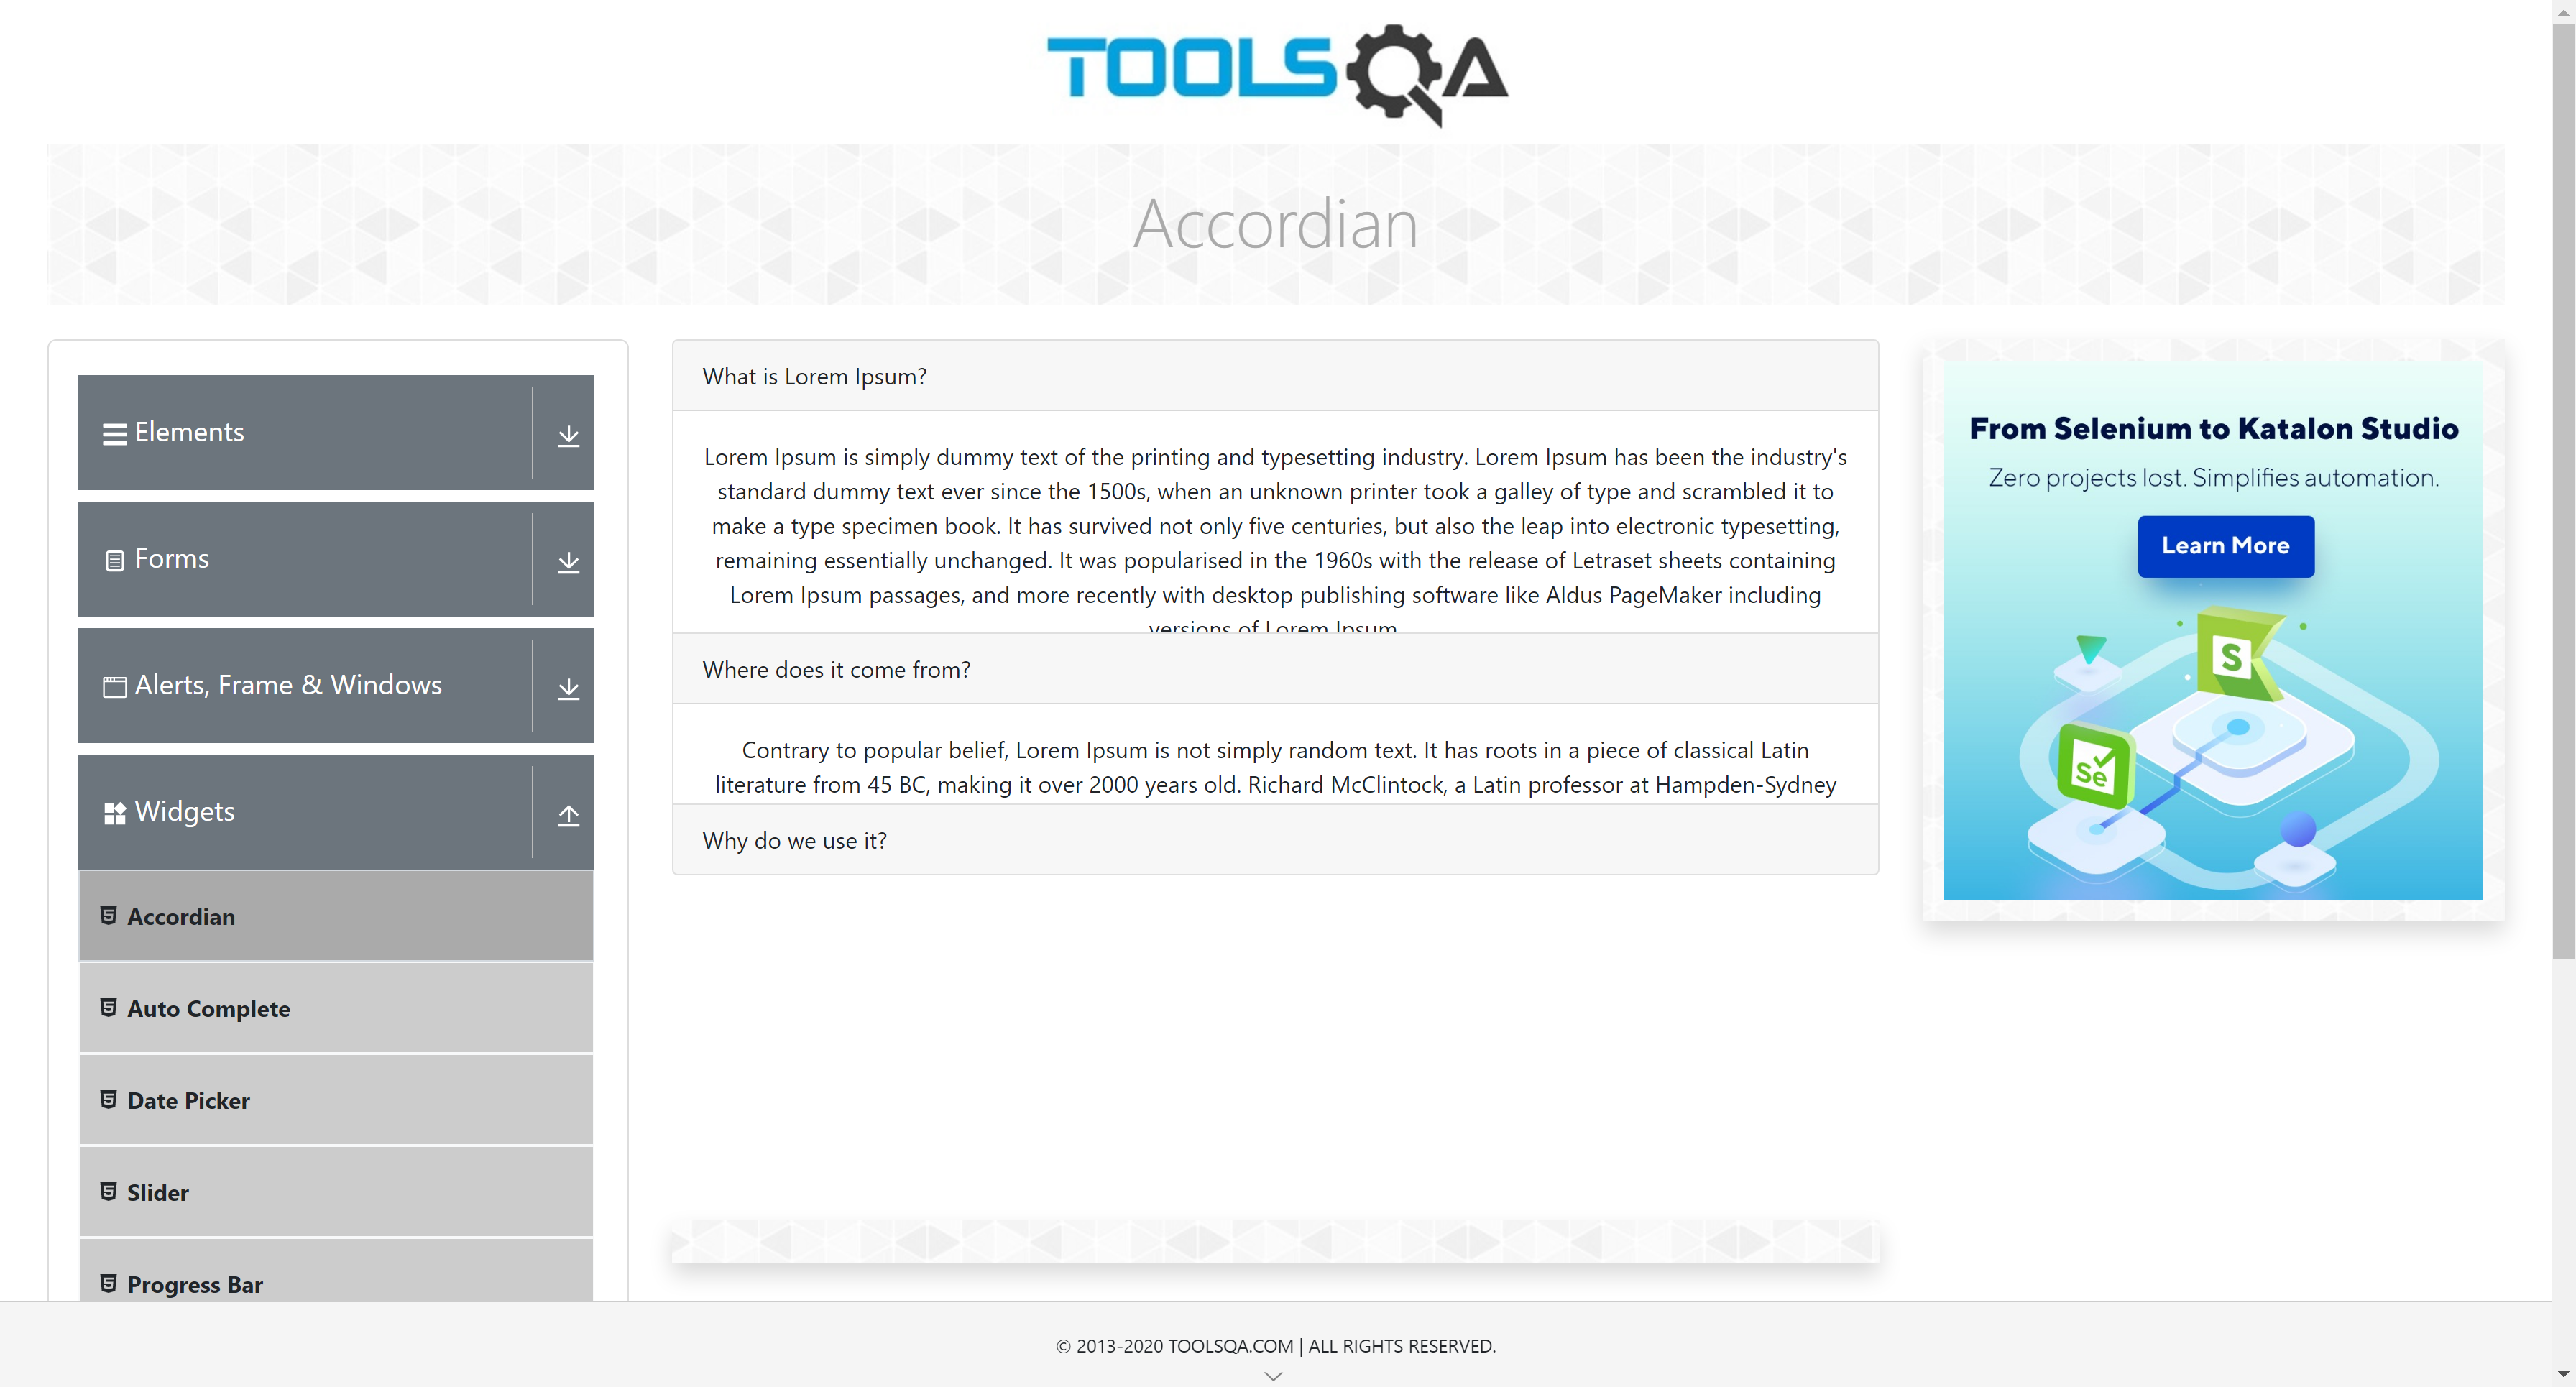 TOOLSQA
Accordian
Elements
Forms
Alerts, Frame & Windows
Widgets
Accordian
Auto Complete
Date Picker
Slider
Progress Bar
What is Lorem Ipsum?
Lorem Ipsum is simply dummy text of the printing and typesetting industry. Lorem Ipsum has been the industry's
standard dummy text ever since the 1500s, when an unknown printer took a galley of type and scrambled it to
make a type specimen book. It has survived not only five centuries, but also the leap into electronic typesetting,
remaining essentially unchanged. It was popularised in the 1960s with the release of Letraset sheets containing
Lorem Ipsum passages, and more recently with desktop publishing software like Aldus PageMaker including
versions of Lorem Ipsum.
Where does it come from?
Contrary to popular belief, Lorem Ipsum is not simply random text. It has roots in a piece of classical Latin
literature from 45 BC, making it over 2000 years old. Richard McClintock, a Latin professor at Hampden-Sydney
Why do we use it?
From Selenium to Katalon Studio
Zero projects lost. Simplifies automation.
Learn More
S
Se
© 2013-2020 TOOLSQA.COM | ALL RIGHTS RESERVED.